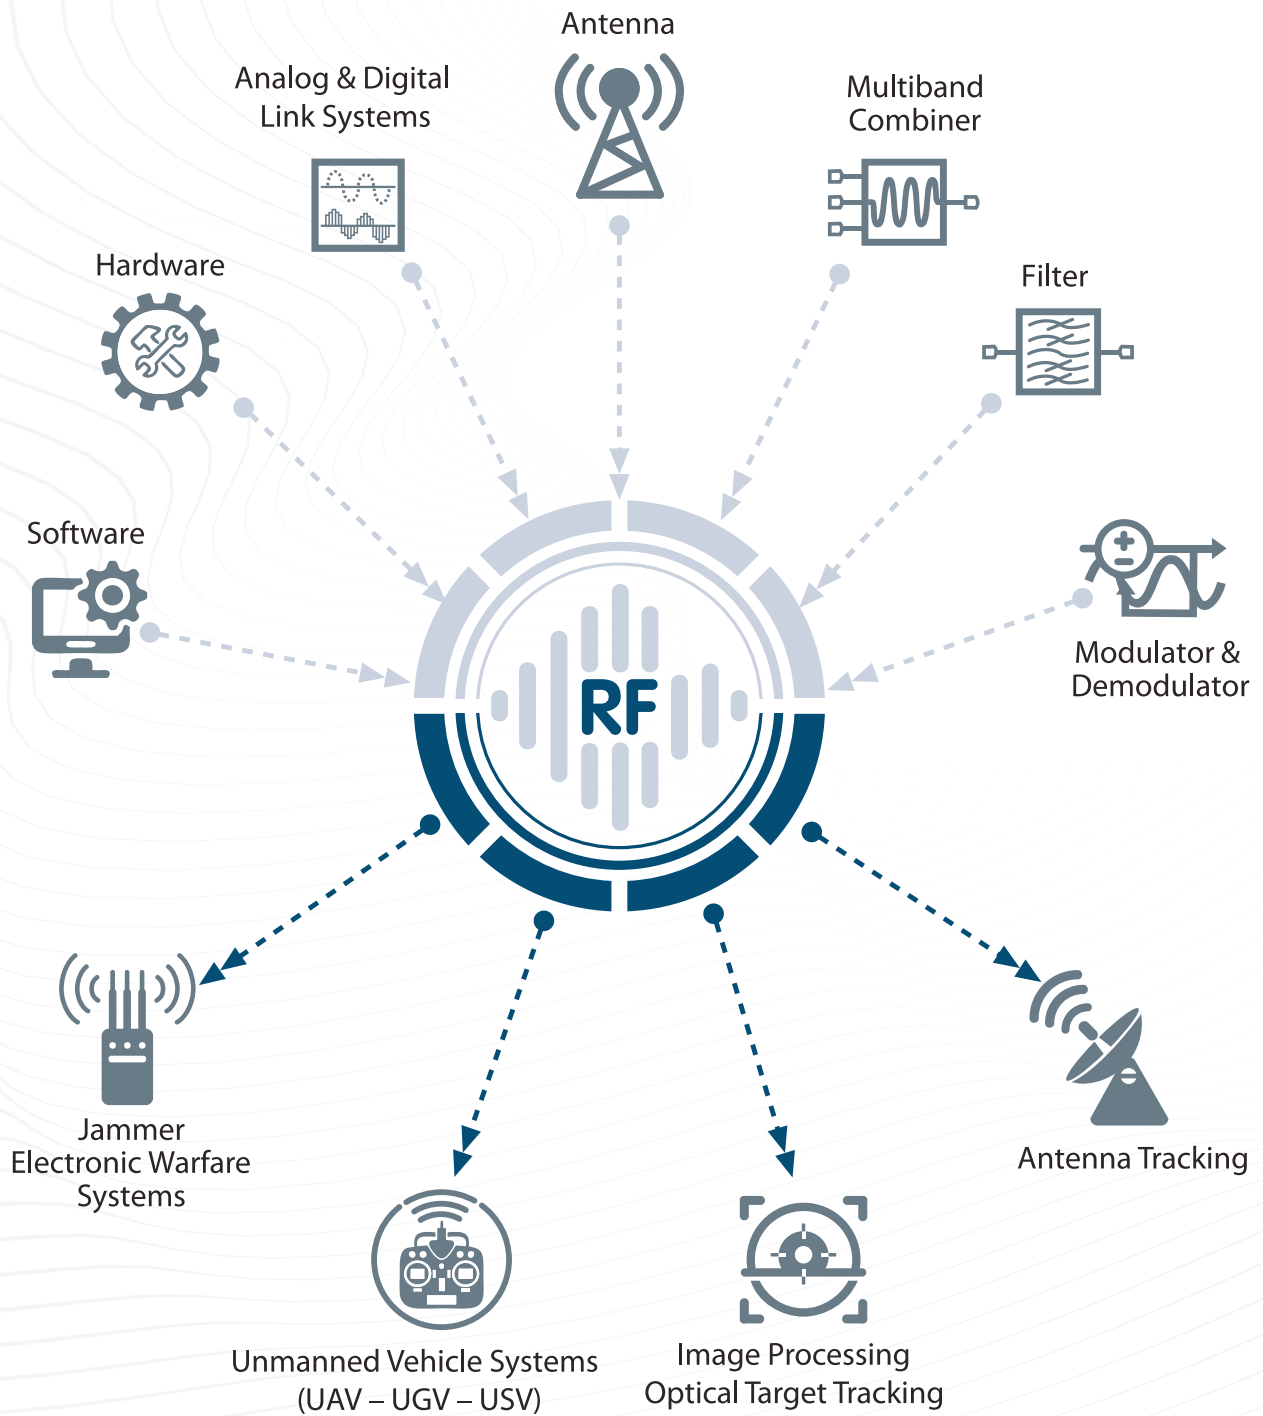 Antenna
Analog & Digital
Link Systems
Multiband
Combiner
Hardware
Filter
Software
Modulator &
Demodulator
RF
Jammer
Electronic Warfare
Systems
Antenna Tracking
Unmanned Vehicle Systems
(UAV – UGV – USV)
Image Processing
Optical Target Tracking